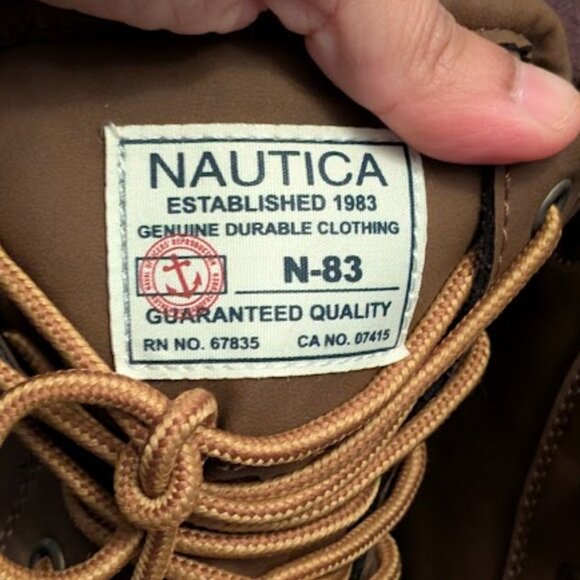 NAUTICA
ESTABLISHED 1983
GENUINE DURABLE CLOTHING
N-83
GUARANTEED QUALITY
RN NO. 67835 CA NO. 07415